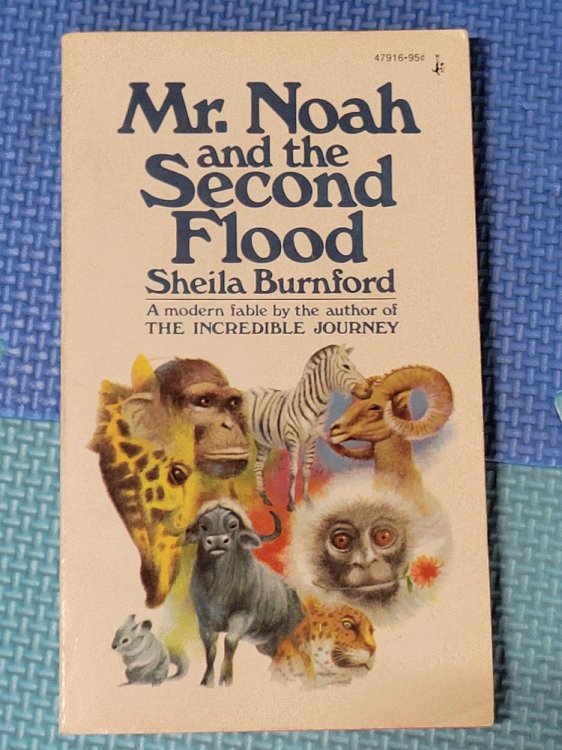 47916•95¢
Mr. Noah
and the
Second
Flood
Sheila Burnford
A modern fable by the author of
THE INCREDIBLE JOURNEY